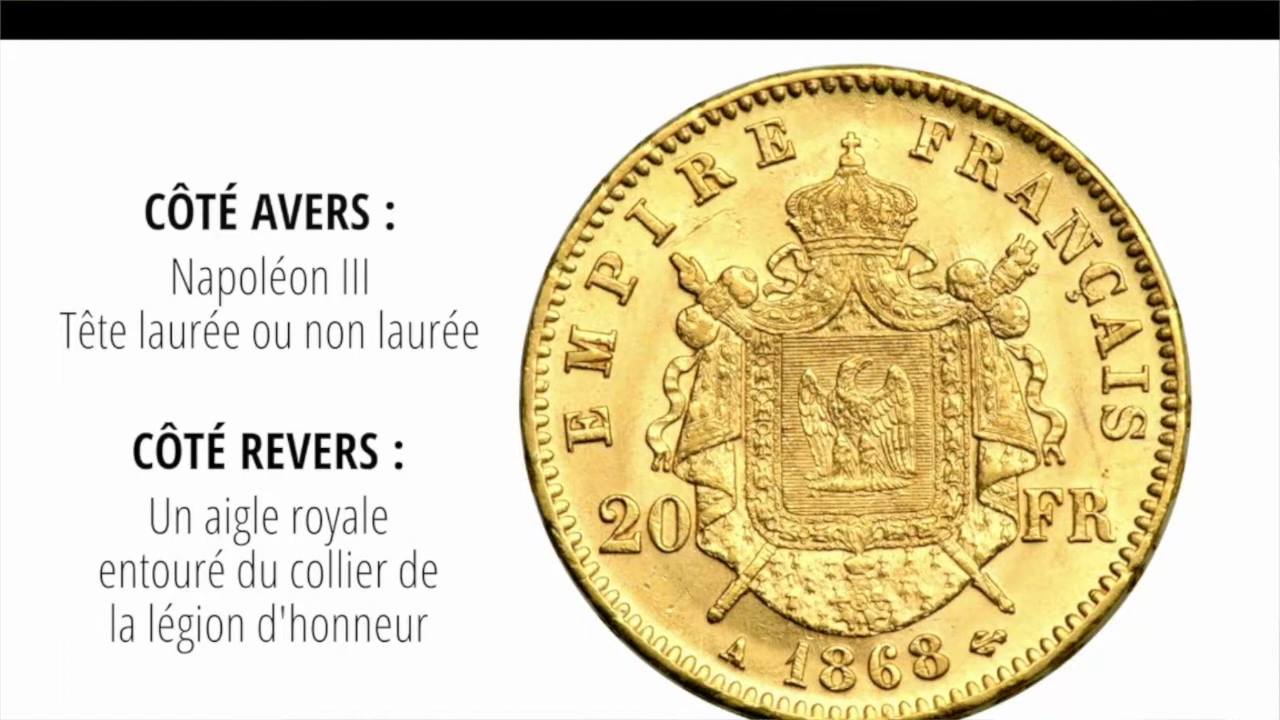 CÔTÉ AVERS :
Napoléon III
Tête laurée ou non laurée
CÔTÉ REVERS :
Un aigle royale
entouré du collier de
la légion d'honneur
EMPIRE FRANÇAIS
20 FR
A 1868